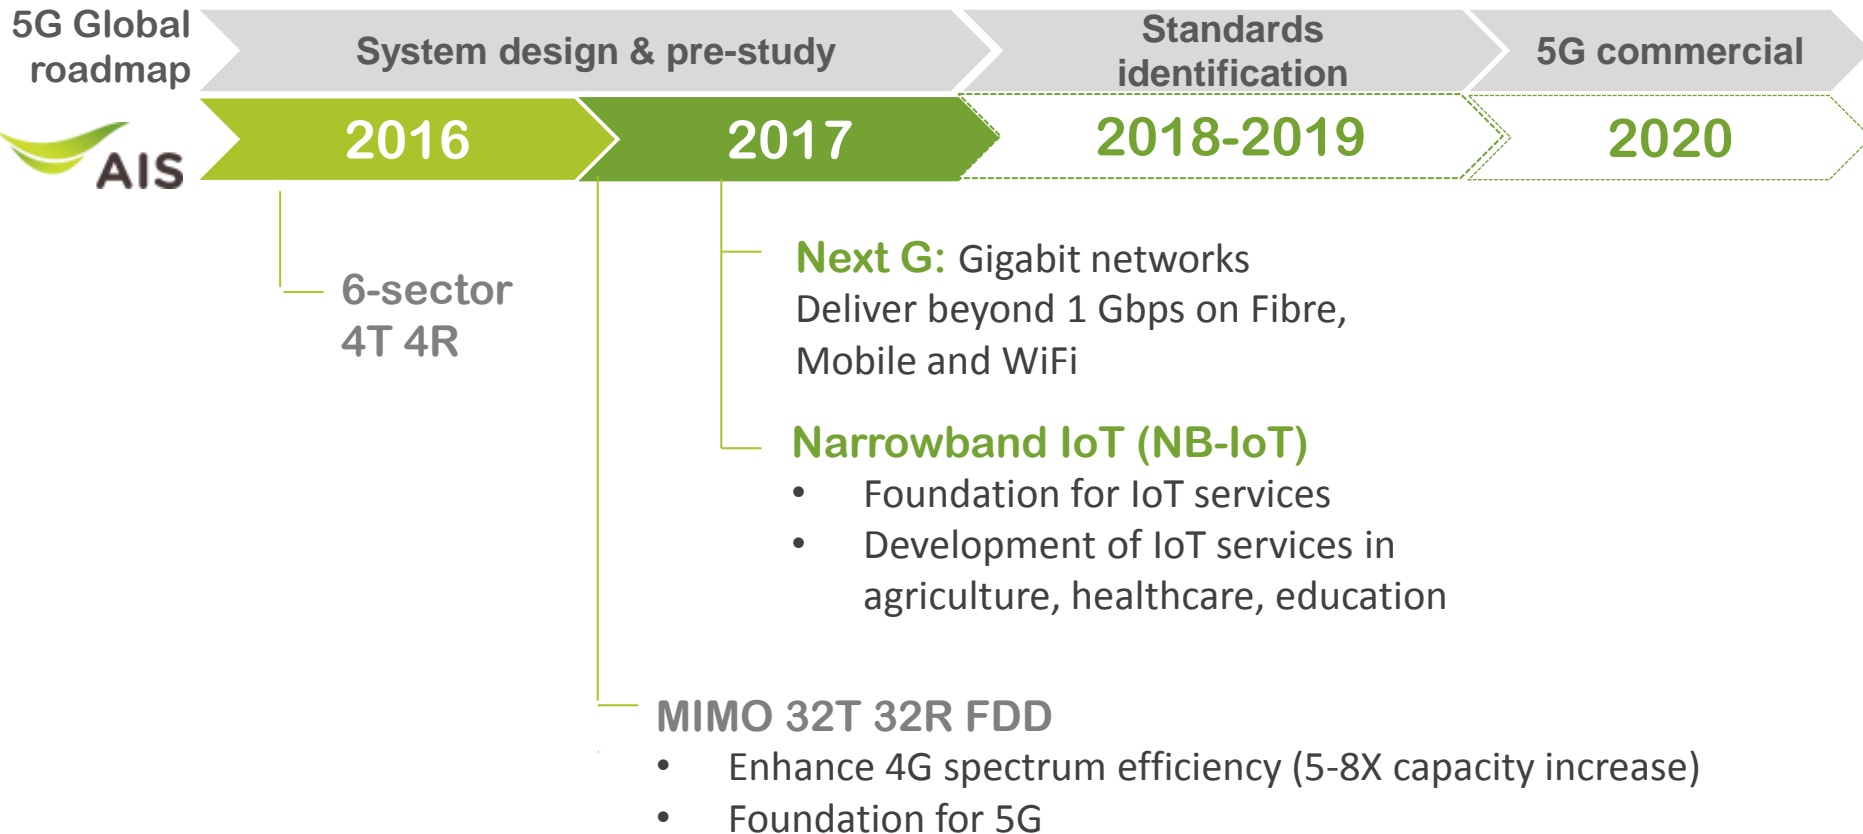 5G Global
roadmap
System design & pre-study
Standards
identification
5G commercial
AIS
2016
2017
2018-2019
2020
6-sector
4T 4R
Next G: Gigabit networks
Deliver beyond 1 Gbps on Fibre,
Mobile and WiFi
Narrowband IoT (NB-IoT)
• Foundation for IoT services
• Development of IoT services in
agriculture, healthcare, education
MIMO 32T 32R FDD
• Enhance 4G spectrum efficiency (5-8X capacity increase)
• Foundation for 5G